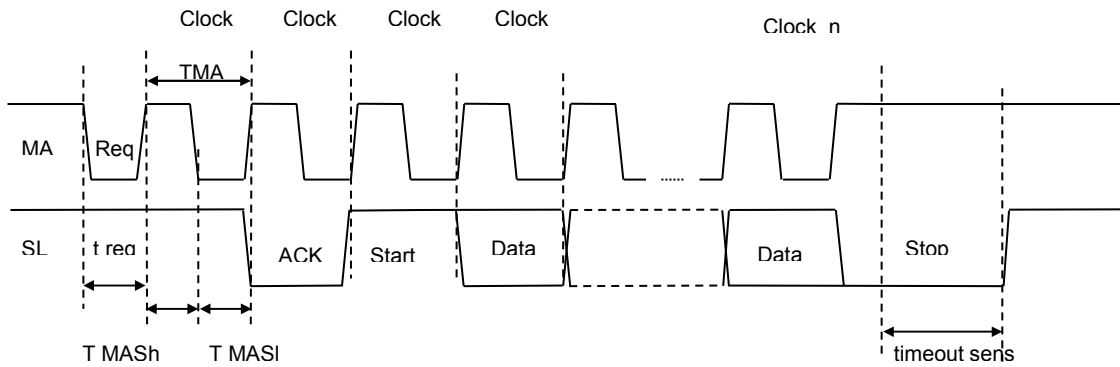 Clock Clock Clock Clock Clock n
TMA
MA Req
......
SL t req ACK Start Data Data Stop
T MASh T MASl timeout sens